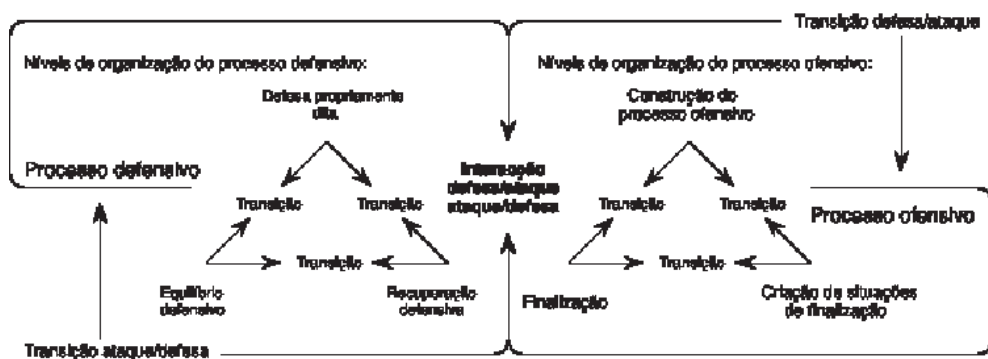 Transição defesa/ataque
Níveis de organização do processo defensivo:
Níveis de organização do processo ofensivo:
Defesa propriamente
dita
Construção do
processo ofensivo
Processo defensivo
Interacção
defesa/ataque
ataque/defesa
Transição
Transição
Transição
Transição
Processo ofensivo
Transição
Transição
Equilíbrio
defensivo
Recuperação
defensiva
Finalização
Criação de situações
de finalização
Transição ataque/defesa